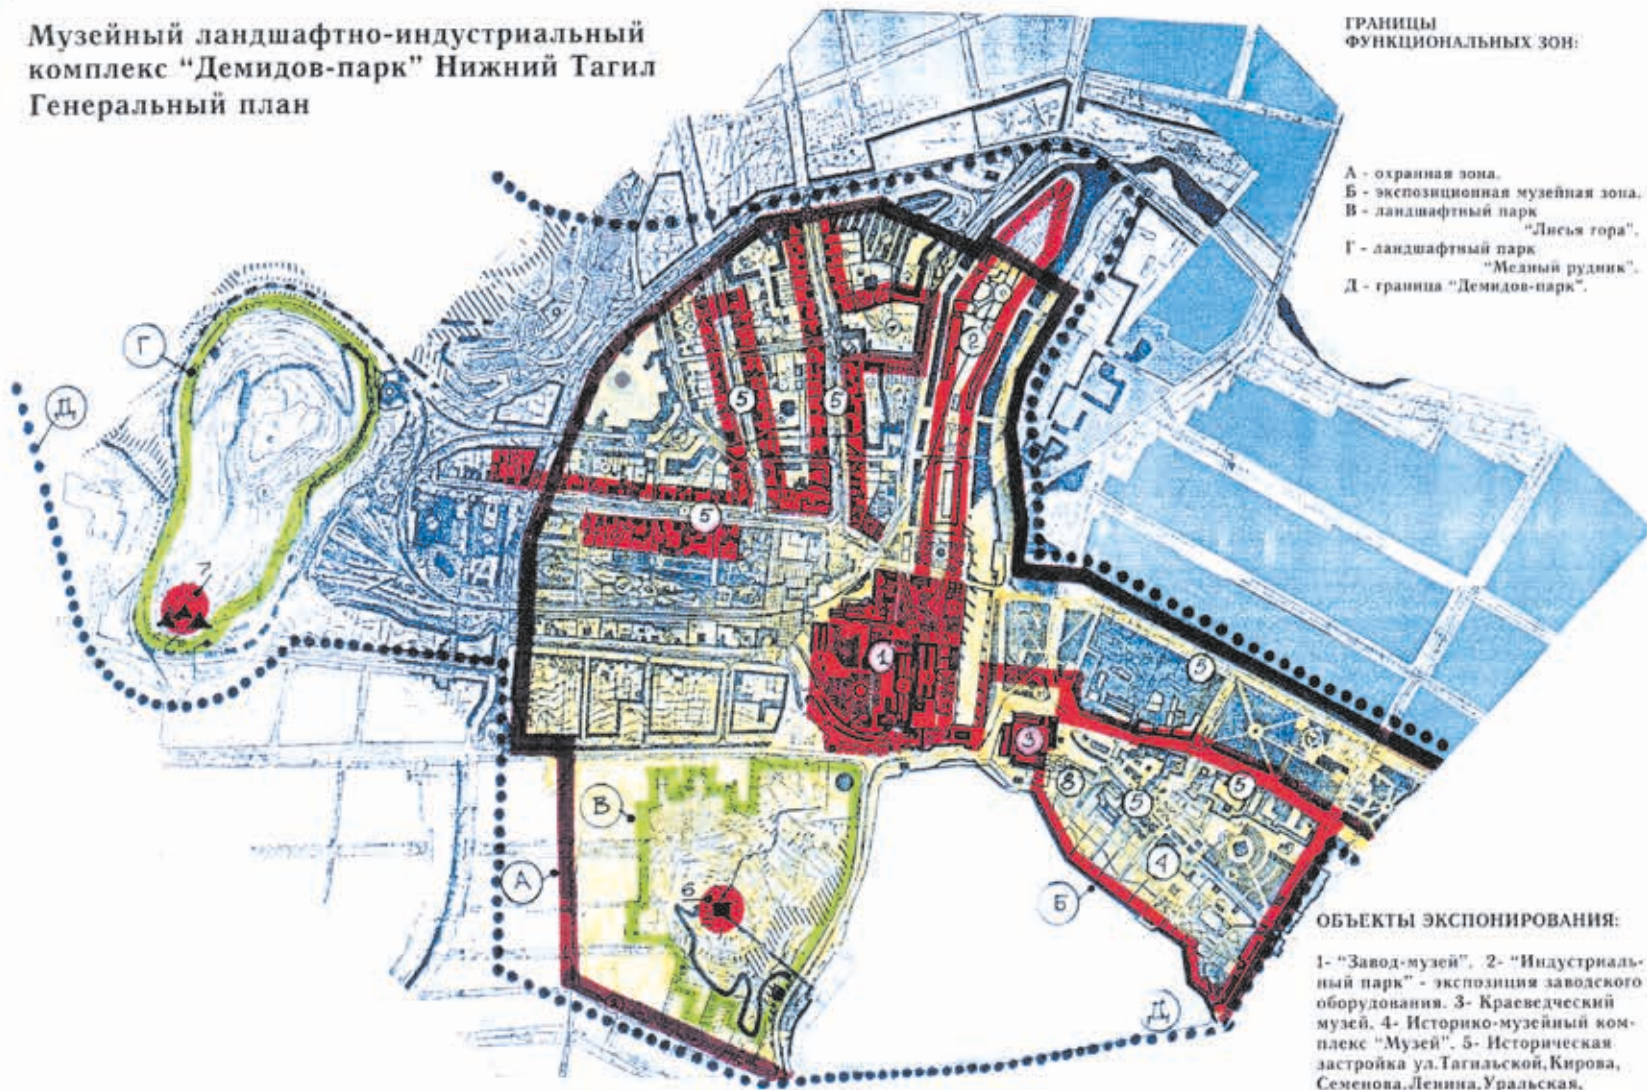 Музейный ландшафтно-индустриальный
комплекс “Демидов-парк” Нижний Тагил
Генеральный план
ГРАНИЦЫ
ФУНКЦИОНАЛЬНЫХ ЗОН:
А - охранная зона.
Б - экспозиционная музейная зона.
В - ландшафтный парк
“Лисья гора”.
Г - ландшафтный парк
“Медный рудник”.
Д - граница “Демидов-парк”.
Г
Д
2
5
5
5
7
1
5
3
8
5
5
В
4
А
6
Б
Д
ОБЪЕКТЫ ЭКСПОНИРОВАНИЯ:
1- “Завод-музей”. 2- “Индустриаль-
ный парк” - экспозиция заводского
оборудования. 3- Краеведческий
музей. 4- Историко-музейный ком-
плекс “Музей”. 5- Историческая
застройка ул.Тагильской,Кирова,
Семенова,Ленина,Уральская,